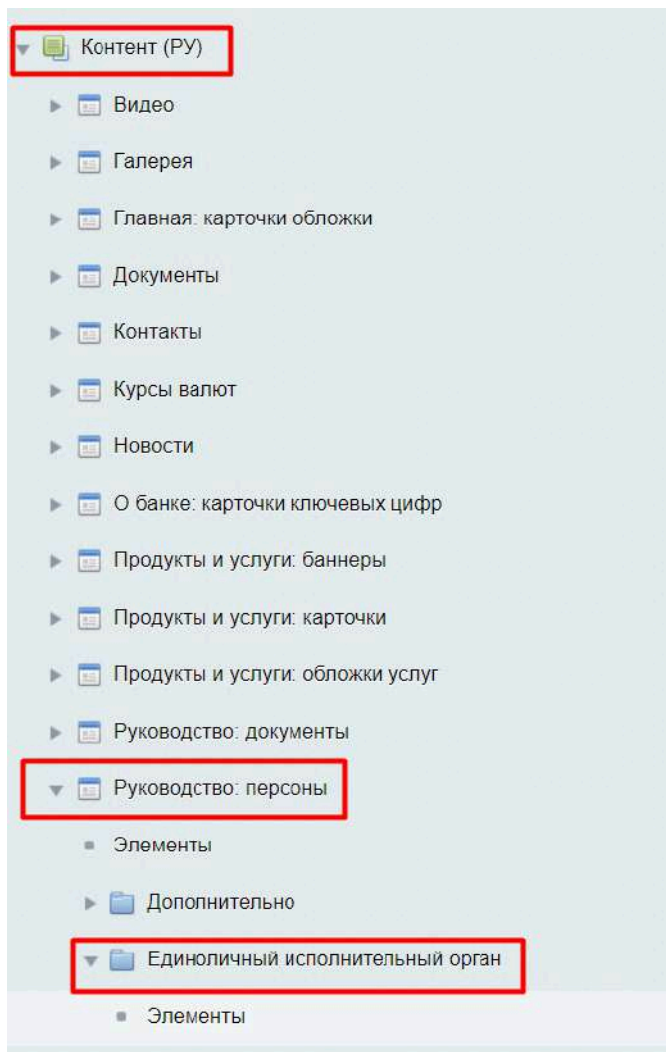 Контент (РУ)
Видео
Галерея
Главная: карточки обложки
Документы
Контакты
Курсы валют
Новости
О банке: карточки ключевых цифр
Продукты и услуги: баннеры
Продукты и услуги: карточки
Продукты и услуги: обложки услуг
Руководство: документы
Руководство: персоны
Элементы
Дополнительно
Единоличный исполнительный орган
Элементы